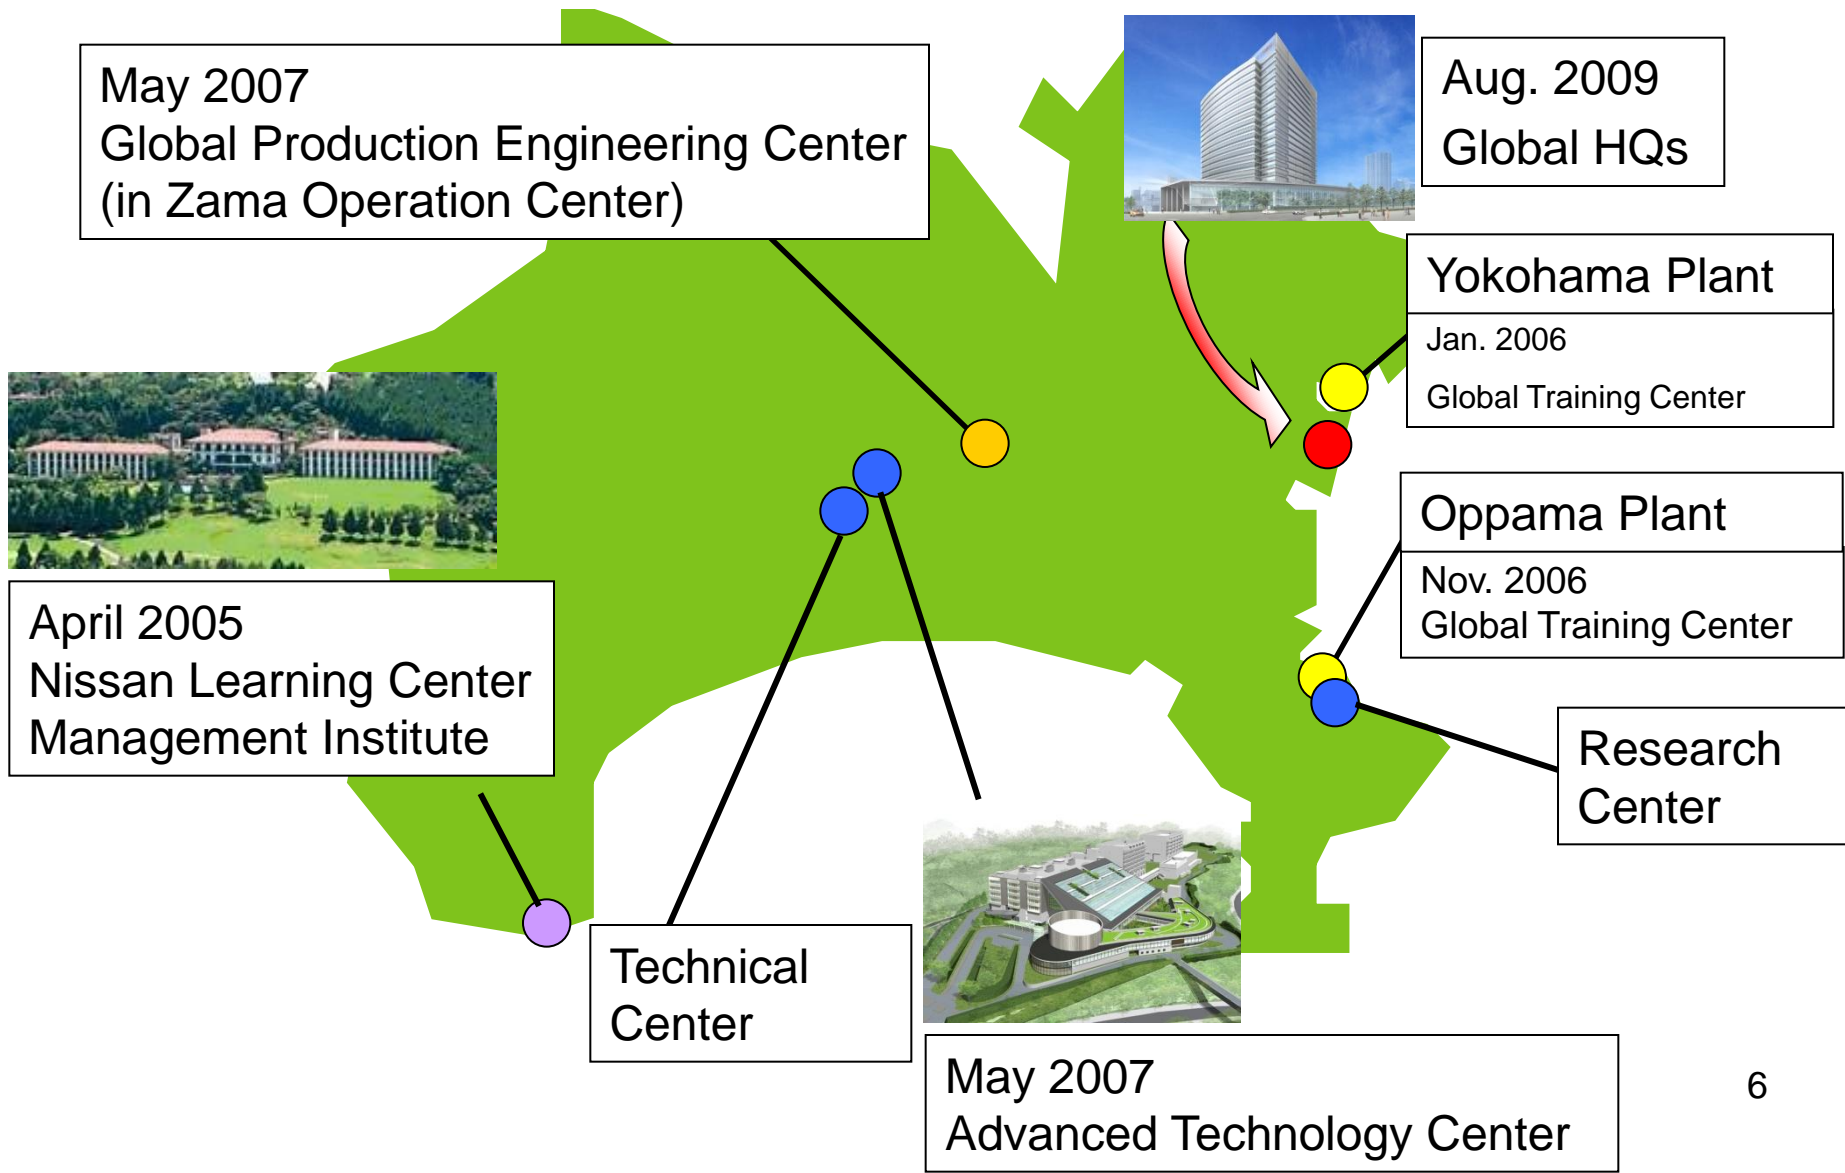 May 2007
Global Production Engineering Center
(in Zama Operation Center)
Aug. 2009
Global HQs
Yokohama Plant
Jan. 2006
Global Training Center
Oppama Plant
Nov. 2006
Global Training Center
April 2005
Nissan Learning Center
Management Institute
Research
Center
Technical
Center
May 2007
Advanced Technology Center
6